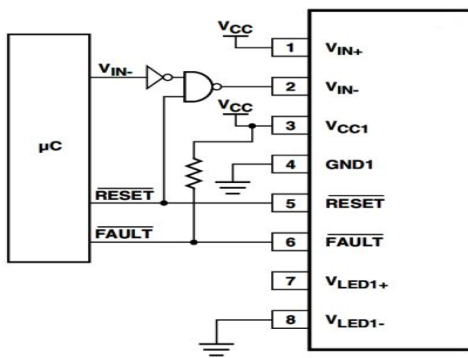 VCC
1 VIN+
VIN-
2 VIN-
VCC
3 VCC1
µC
4 GND1
RESET
5 RESET
FAULT
6 FAULT
7 VLED1+
8 VLED1-